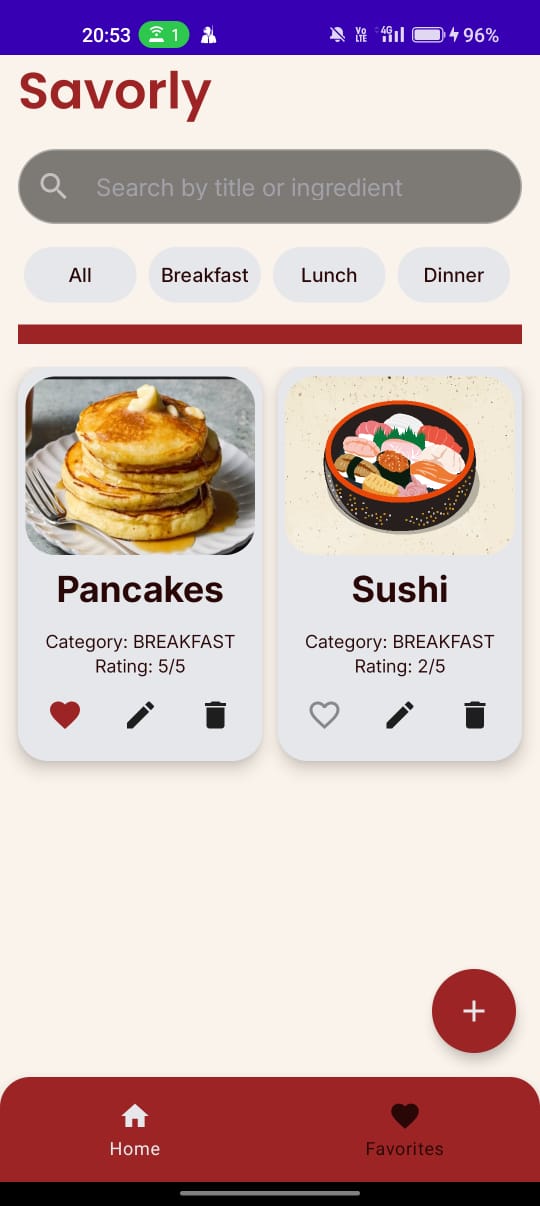 20:53 1 Vo LTE 4G 96%
Savorly
Search by title or ingredient
All Breakfast Lunch Dinner
Pancakes Sushi
Category: BREAKFAST Category: BREAKFAST
Rating: 5/5 Rating: 2/5
Home Favorites